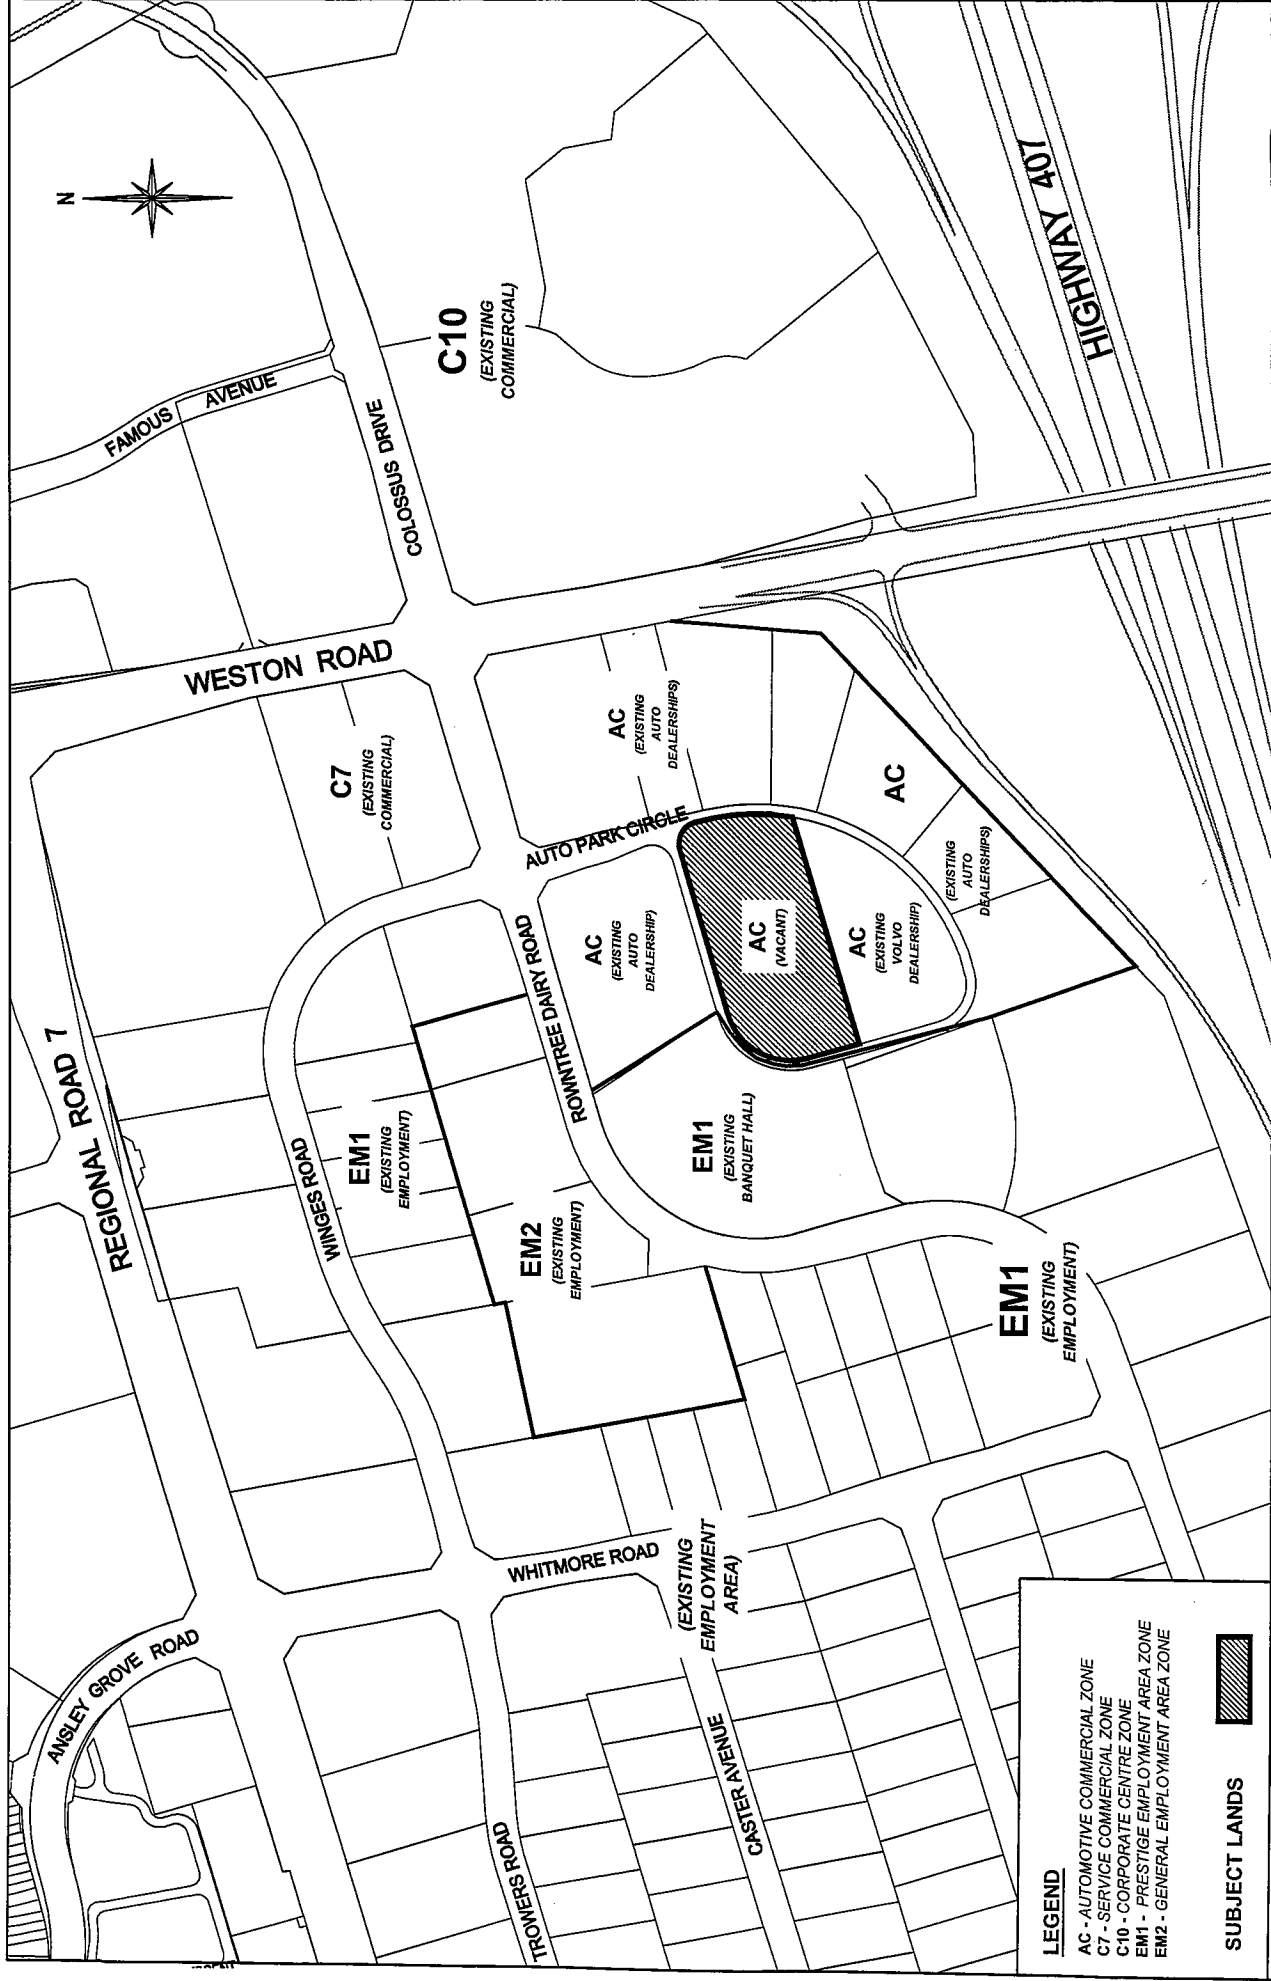 N
REGIONAL ROAD 7
ANSLEY GROVE ROAD
WINGES ROAD
WHITMORE ROAD
TROWERS ROAD
CASTER AVENUE
(EXISTING
EMPLOYMENT
AREA)
EM1
(EXISTING
EMPLOYMENT)
EM2
(EXISTING
EMPLOYMENT)
EM1
(EXISTING
EMPLOYMENT)
EM1
(EXISTING
BANQUET HALL)
ROWNTREE DAIRY ROAD
AC
(EXISTING
AUTO
DEALERSHIP)
AUTO PARK CIRCLE
AC
(VACANT)
AC
(EXISTING
VOLVO
DEALERSHIP)
AC
(EXISTING
AUTO
DEALERSHIPS)
AC
(EXISTING
AUTO
DEALERSHIPS)
C7
(EXISTING
COMMERCIAL)
WESTON ROAD
FAMOUS AVENUE
COLOSSUS DRIVE
C10
(EXISTING
COMMERCIAL)
HIGHWAY 407
LEGEND
AC - AUTOMOTIVE COMMERCIAL ZONE
C7 - SERVICE COMMERCIAL ZONE
C10 - CORPORATE CENTRE ZONE
EM1 - PRESTIGE EMPLOYMENT AREA ZONE
EM2 - GENERAL EMPLOYMENT AREA ZONE
SUBJECT LANDS